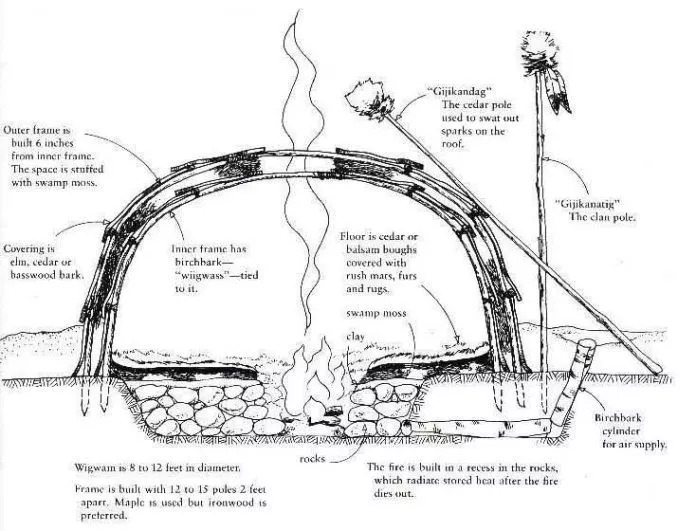 "Gijikandag"
The cedar pole
used to swat out
sparks on the
roof.
Outer frame is
built 6 inches
from inner frame.
The space is stuffed
with swamp moss.
"Gijikanatig"
The clan pole.
Covering is
elm, cedar or
basswood bark.
Inner frame has
birchbark—
"wiigwass"—tied
to it.
Floor is cedar or
balsam boughs
covered with
rush mats, furs
and rugs.
swamp moss
clay
Birchbark
cylinder
for air supply.
rocks
Wigwam is 8 to 12 feet in diameter.
Frame is built with 12 to 15 poles 2 feet
apart. Maple is used but ironwood is
preferred.
The fire is built in a recess in the rocks,
which radiate stored heat after the fire
dies out.